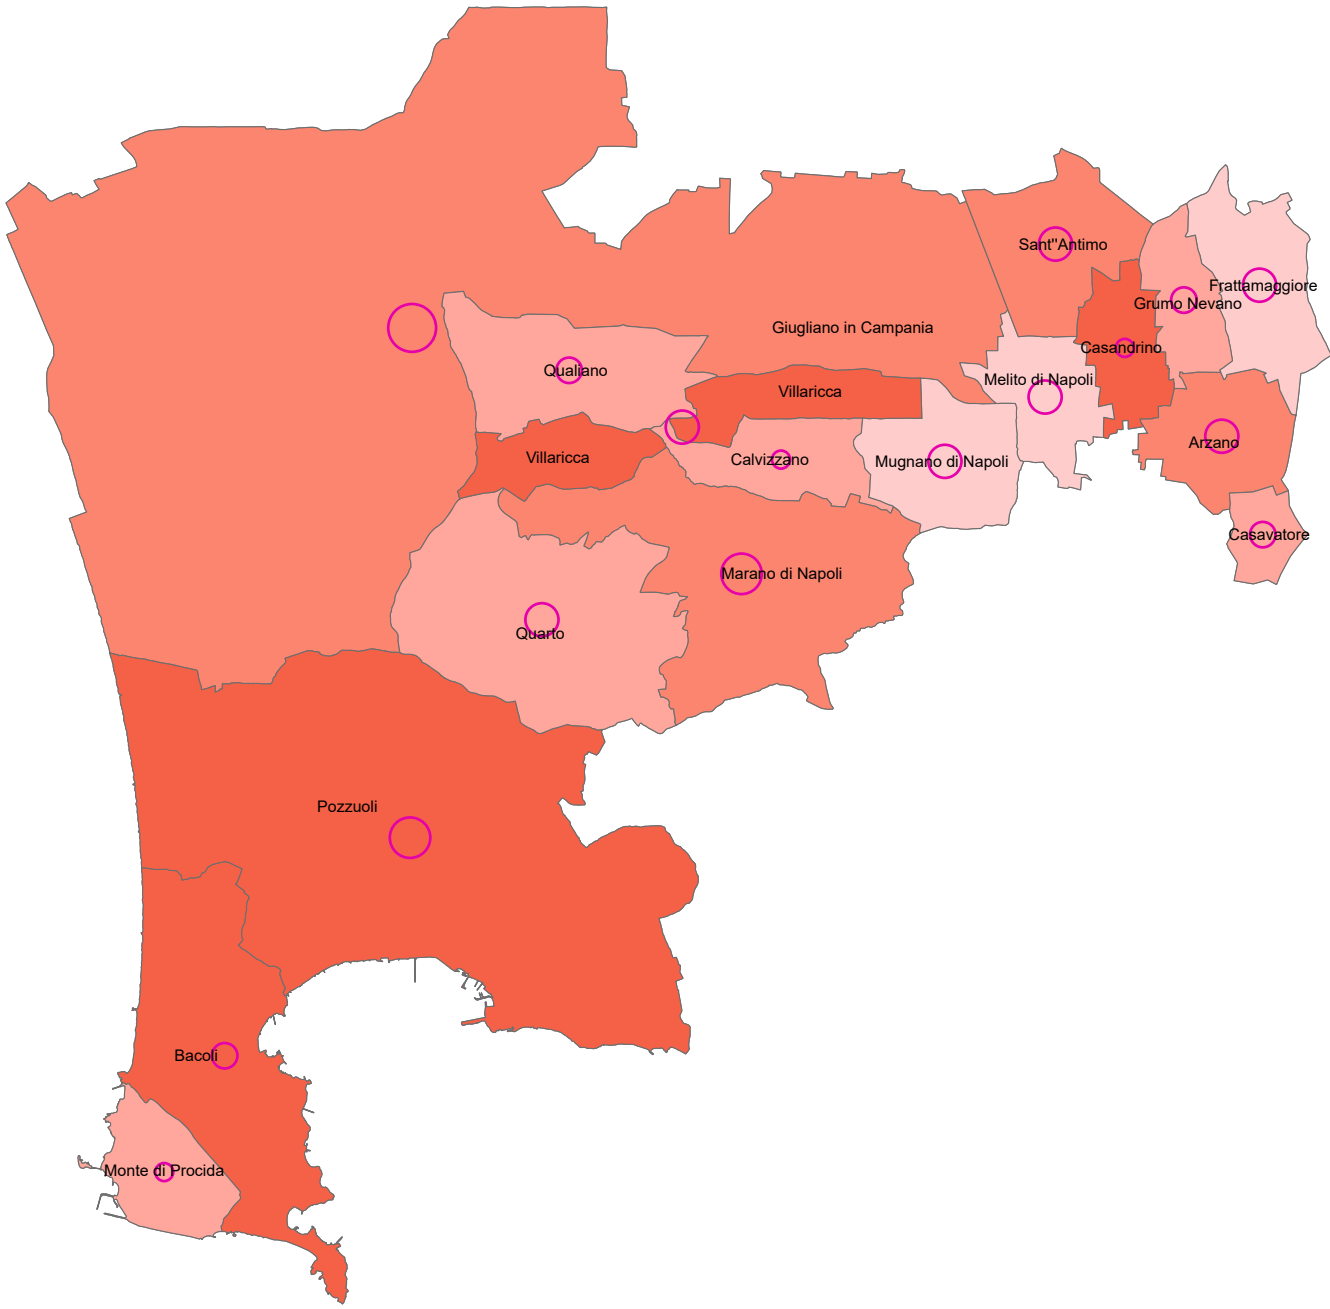 Sant''Antimo
Frattamaggiore
Grumo Nevano
Giugliano in Campania
Casandrino
Qualiano
Melito di Napoli
Villaricca
Arzano
Villaricca
Calvizzano
Mugnano di Napoli
Casavatore
Marano di Napoli
Quarto
Pozzuoli
Bacoli
Monte di Procida